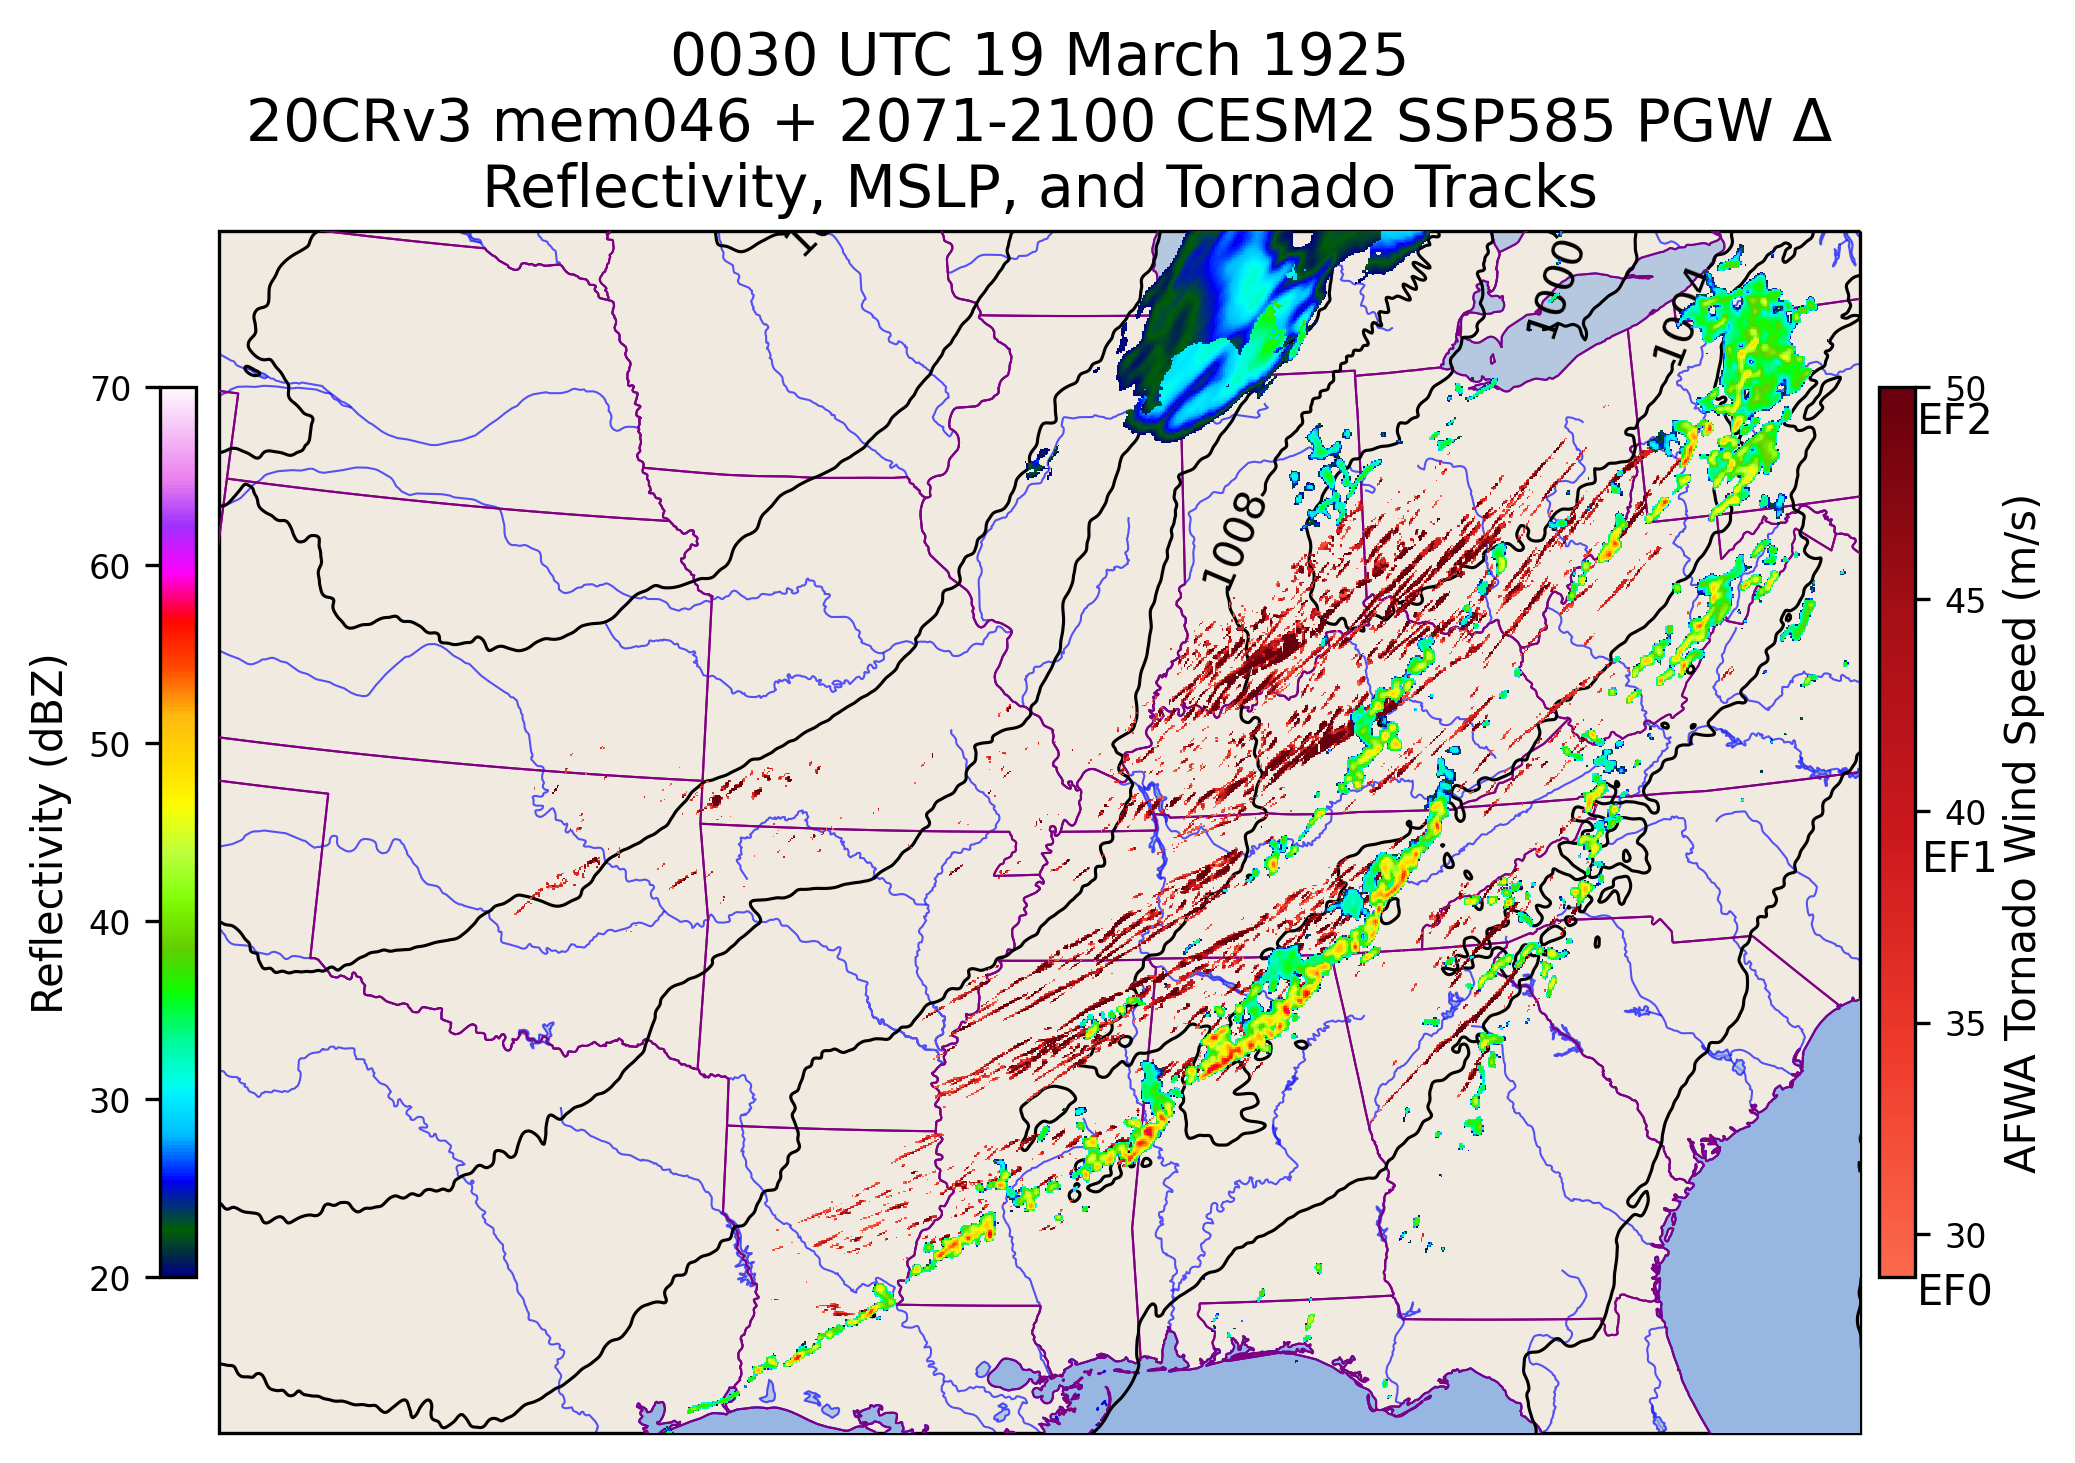 0030 UTC 19 March 1925
20CRv3 mem046 + 2071-2100 CESM2 SSP585 PGW Δ
Reflectivity, MSLP, and Tornado Tracks
1000
1004
1008
Reflectivity (dBZ)
70
60
50
40
30
20
50
EF2
45
40
EF1
35
30
EF0
AFWA Tornado Wind Speed (m/s)